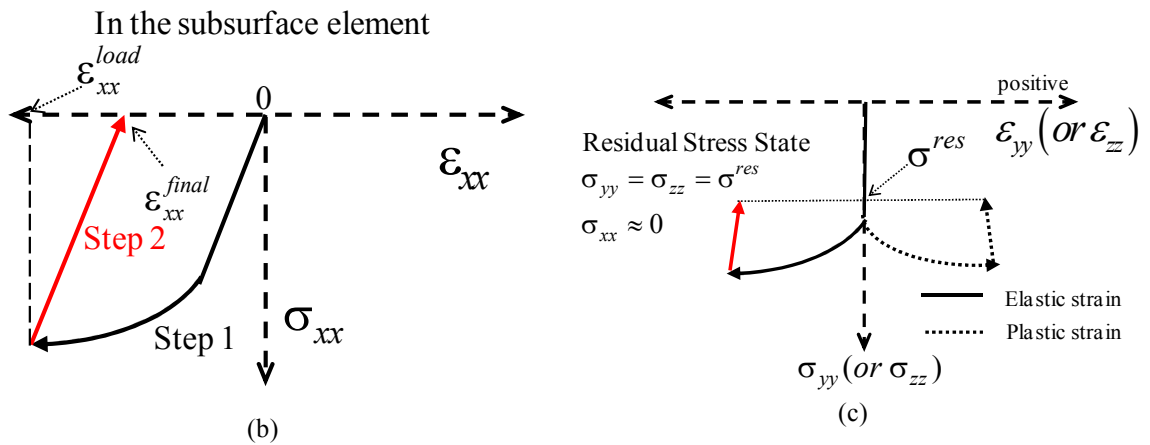 In the subsurface element
ε_xx^load
0
ε_xx
ε_xx^final
Step 2
Step 1
σ_xx
(b)
positive
ε_yy (or ε_zz)
Residual Stress State
σ^res
σ_yy = σ_zz = σ^res
σ_xx ≈ 0
Elastic strain
Plastic strain
σ_yy (or σ_zz)
(c)